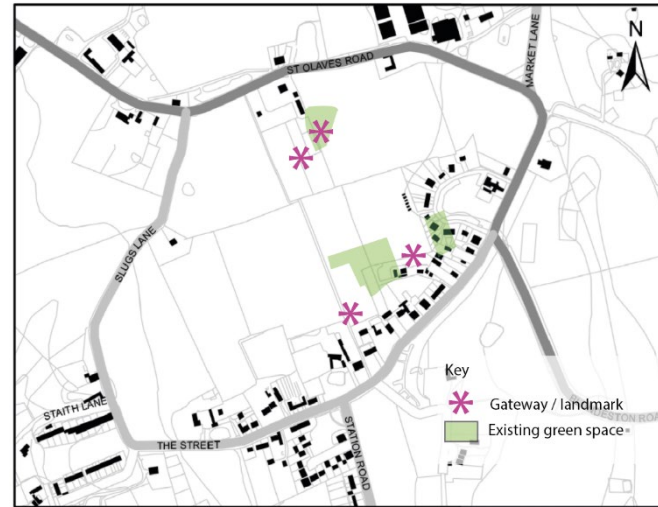 MARKET LANE
N
ST OLAVES ROAD
SLUGS LANE
Key
Gateway / landmark
Existing green space
STAITH LANE
THE STREET
STATION ROAD